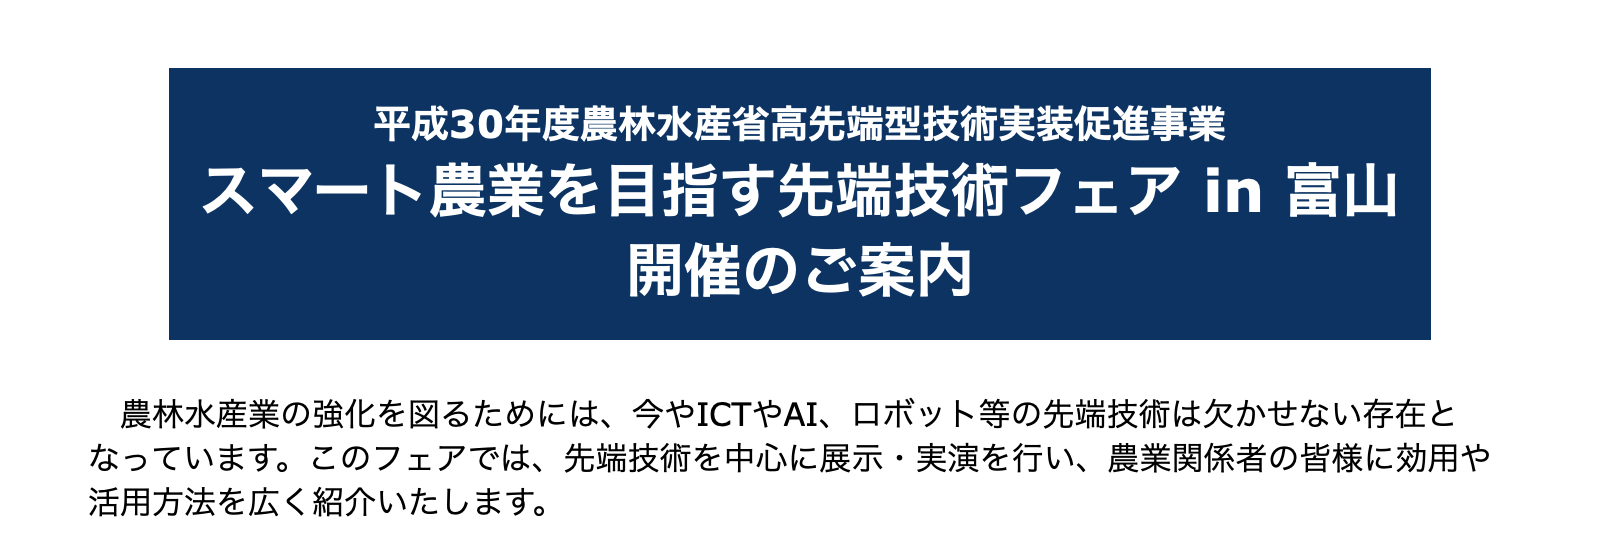 平成30年度農林水産省高先端型技術実装促進事業
スマート農業を目指す先端技術フェア in 富山
開催のご案内
　農林水産業の強化を図るためには、今やICTやAI、ロボット等の先端技術は欠かせない存在と
なっています。このフェアでは、先端技術を中心に展示・実演を行い、農業関係者の皆様に効用や
活用方法を広く紹介いたします。